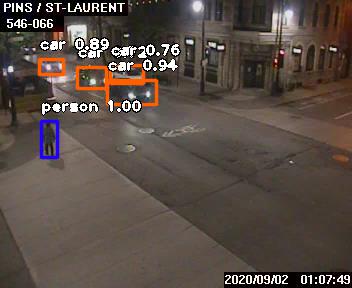 PINS / ST-LAURENT
546-066
car 0.89
car
car 0.76
car 0.94
person 1.00
2020/09/02 01:07:49